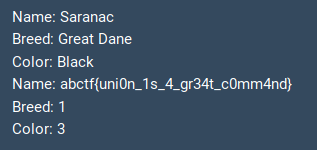 Name: Saranac
Breed: Great Dane
Color: Black
Name: abctf{uni0n_1s_4_gr34t_c0mm4nd}
Breed: 1
Color: 3